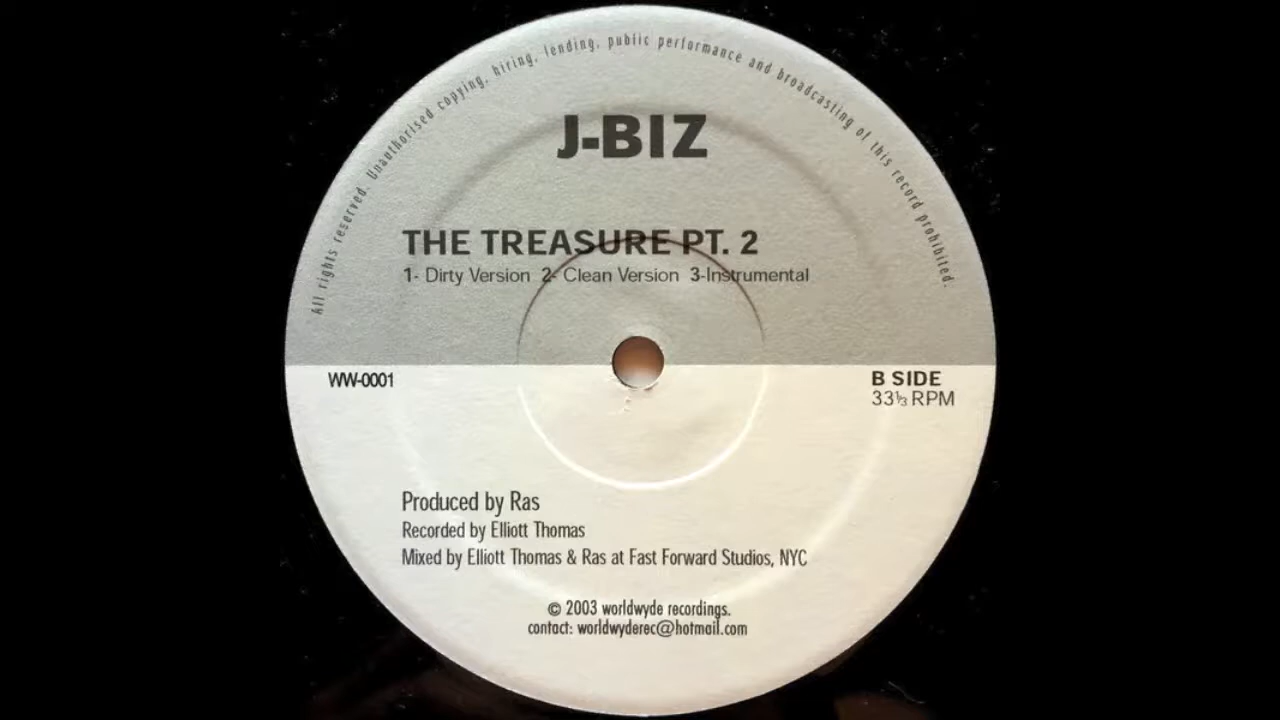 All rights reserved. Unauthorised copying, hiring, lending, public performance and broadcasting of this record prohibited.
J-BIZ
THE TREASURE PT. 2
1- Dirty Version 2- Clean Version 3-Instrumental
WW-0001
B SIDE
33⅓ RPM
Produced by Ras
Recorded by Elliott Thomas
Mixed by Elliott Thomas & Ras at Fast Forward Studios, NYC
© 2003 worldwyde recordings.
contact: worldwyderec@hotmail.com